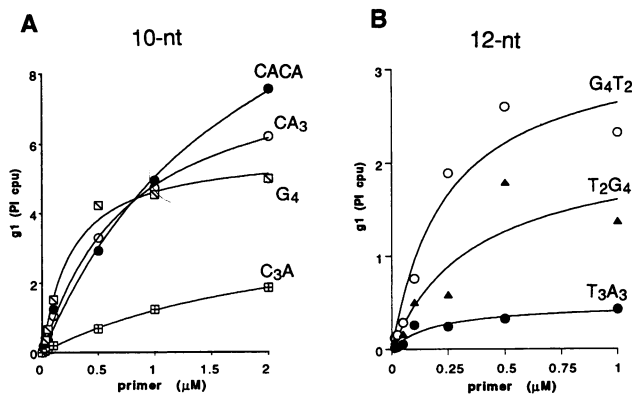 A
10-nt
g1 (PI cpu)
8
6
4
2
0
CACA
CA3
G4
C3A
0
0.5
1
1.5
2
primer (µM)
B
12-nt
g1 (PI cpu)
3
2
1
0
G4T2
T2G4
T3A3
0
0.25
0.5
0.75
1
primer (µM)